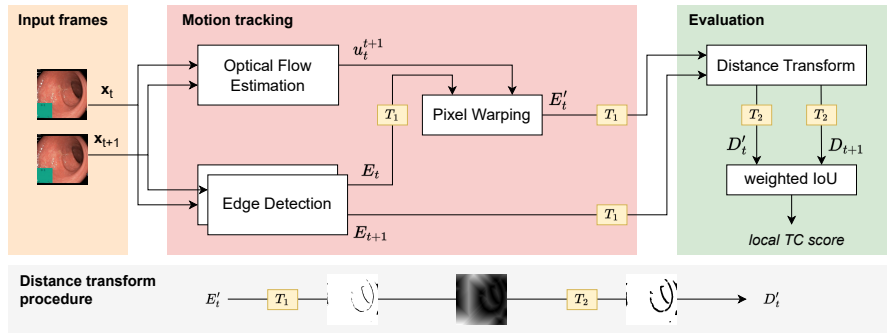 Input frames
Motion tracking
Evaluation
x_t
x_{t+1}
Optical Flow
Estimation
u_t^{t+1}
T_1
Pixel Warping
E'_t
T_1
E_t
Edge Detection
E_{t+1}
T_1
Distance Transform
T_2
T_2
D'_t
D_{t+1}
weighted IoU
local TC score
Distance transform
procedure
E'_t
T_1
T_2
D'_t